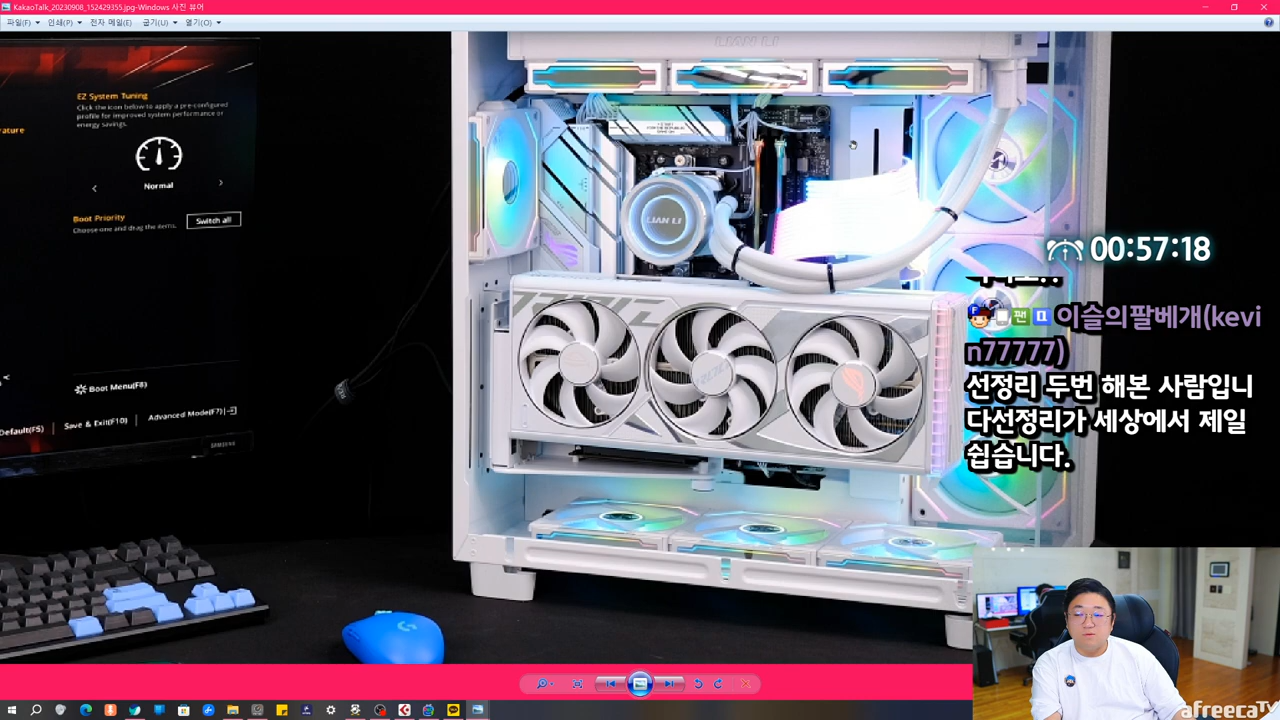 KakaoTalk_20230908_152429355.jpg-Windows 사진 뷰어
파일(F) 인쇄(P) 전자 메일(E) 굽기(U) 열기(O)
LIAN LI
EZ System Tuning
Click the icon below to apply a pre-configured
profile for improved system performance or
energy savings.
Normal
Boot Priority
Choose one and drag the items.
Switch all
Boot Menu(F8)
Default(F5)
Save & Exit(F10)
Advanced Mode(F7)
SAMSUNG
LIAN LI
00:57:18
이슬의팔베개(kevi
n77777)
선정리 두번 해본 사람입니
다선정리가 세상에서 제일
쉽습니다.
afreecaTV